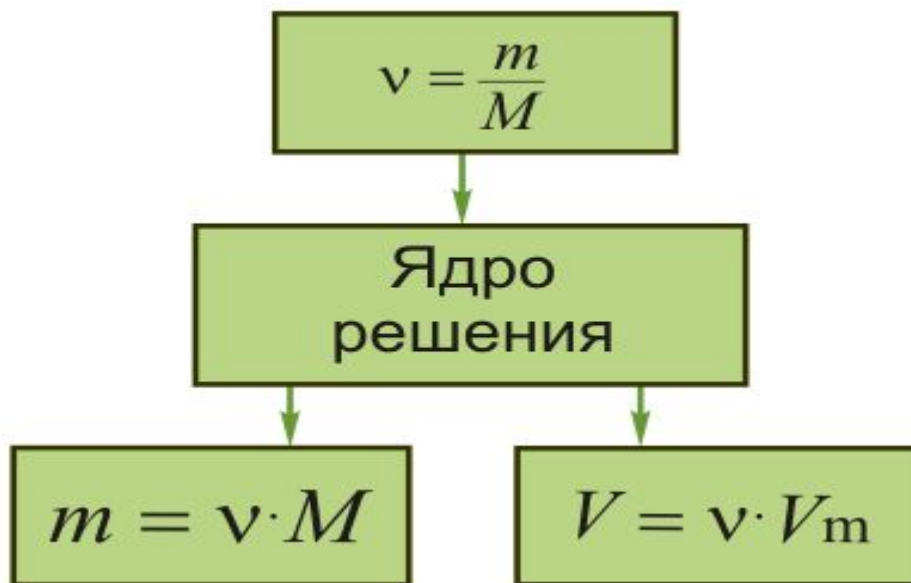 ν = m/M
Ядро
решения
m = ν · M
V = ν · Vm